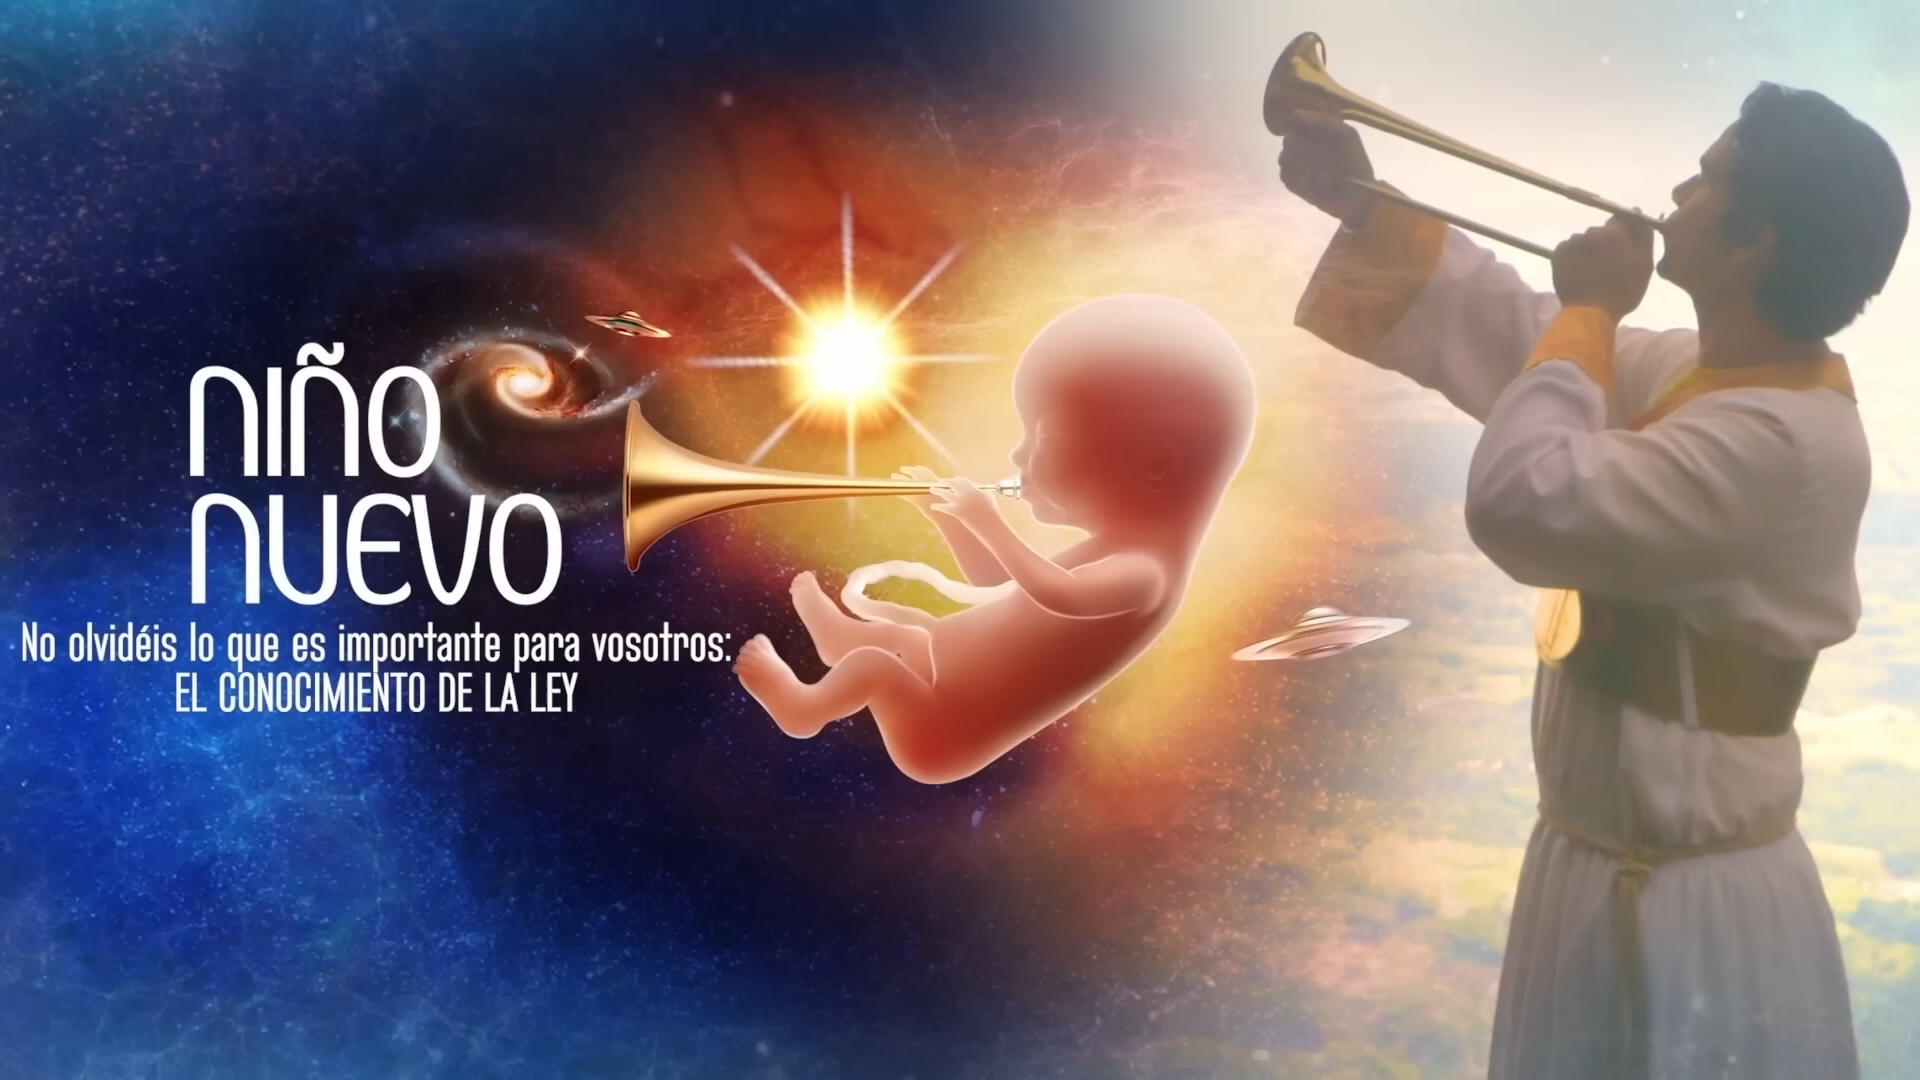 NIÑO
NUEVO
No olvidéis lo que es importante para vosotros:
EL CONOCIMIENTO DE LA LEY